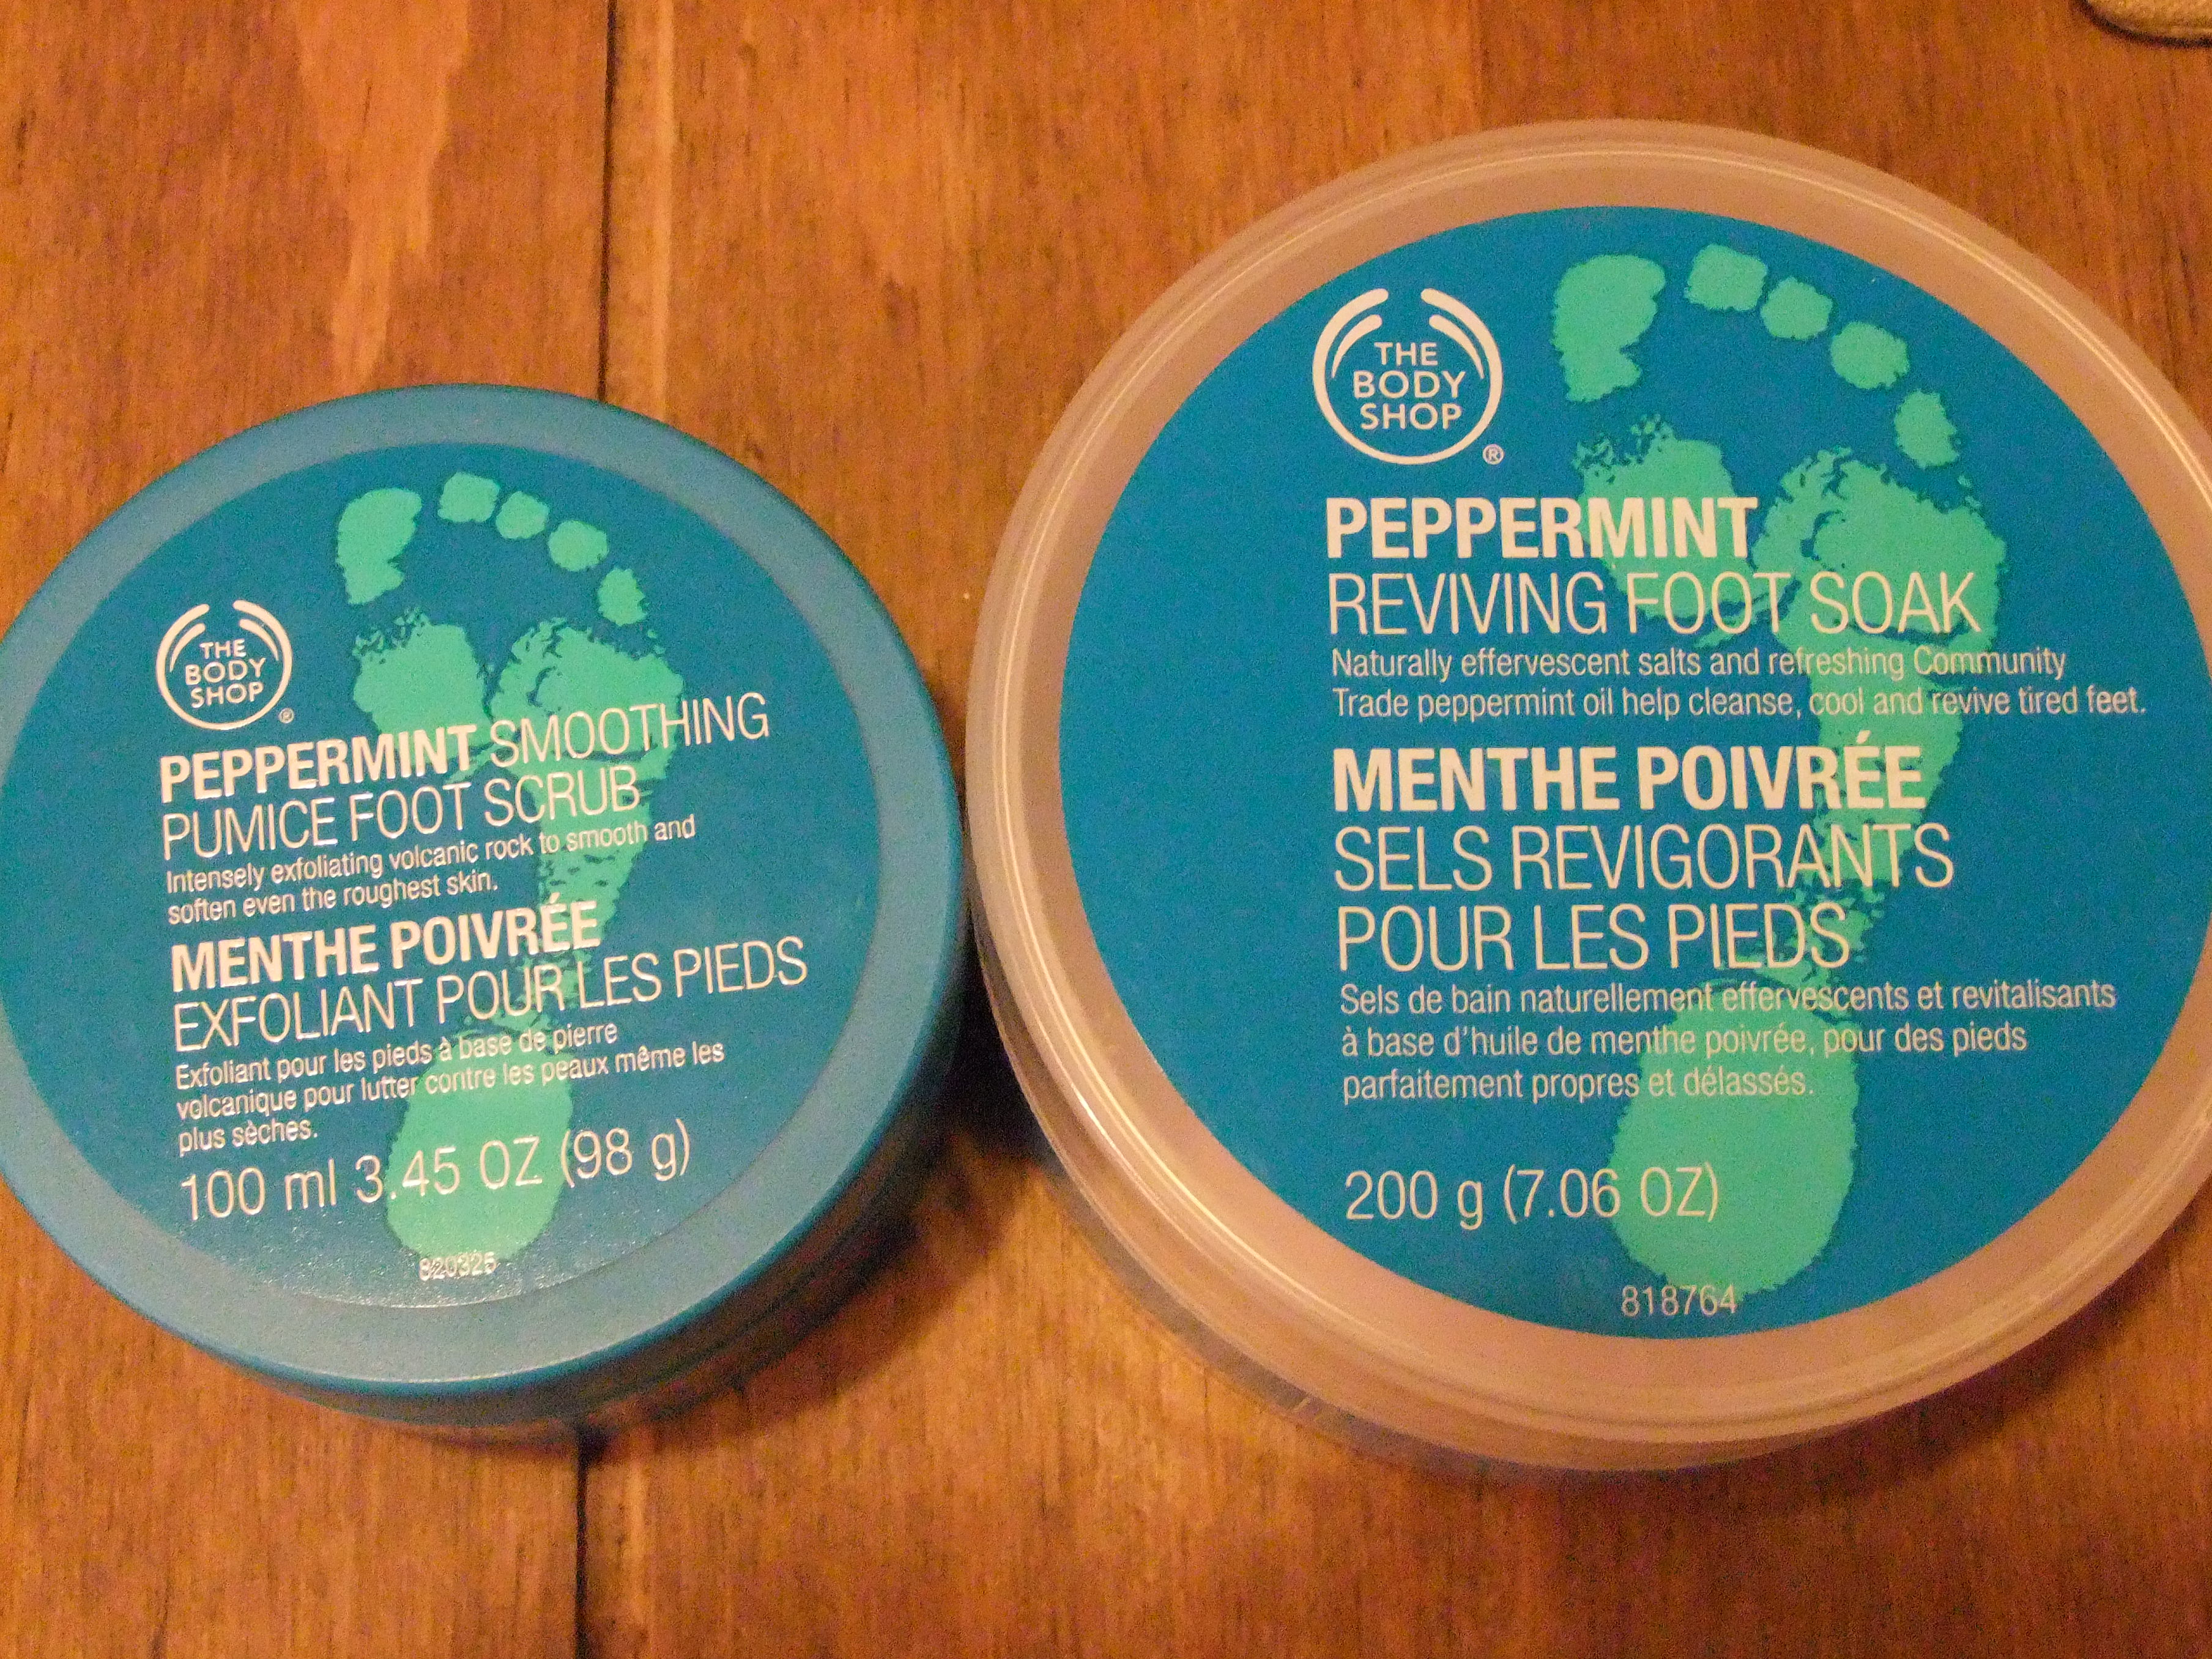 THE
BODY
SHOP
®
PEPPERMINT SMOOTHING
PUMICE FOOT SCRUB
Intensely exfoliating volcanic rock to smooth and
soften even the roughest skin.
MENTHE POIVRÉE
EXFOLIANT POUR LES PIEDS
Exfoliant pour les pieds à base de pierre
volcanique pour lutter contre les peaux même les
plus sèches.
100 ml 3.45 OZ (98 g)
820325
THE
BODY
SHOP
®
PEPPERMINT
REVIVING FOOT SOAK
Naturally effervescent salts and refreshing Community
Trade peppermint oil help cleanse, cool and revive tired feet.
MENTHE POIVRÉE
SELS REVIGORANTS
POUR LES PIEDS
Sels de bain naturellement effervescents et revitalisants
à base d'huile de menthe poivrée, pour des pieds
parfaitement propres et délassés.
200 g (7.06 OZ)
818764